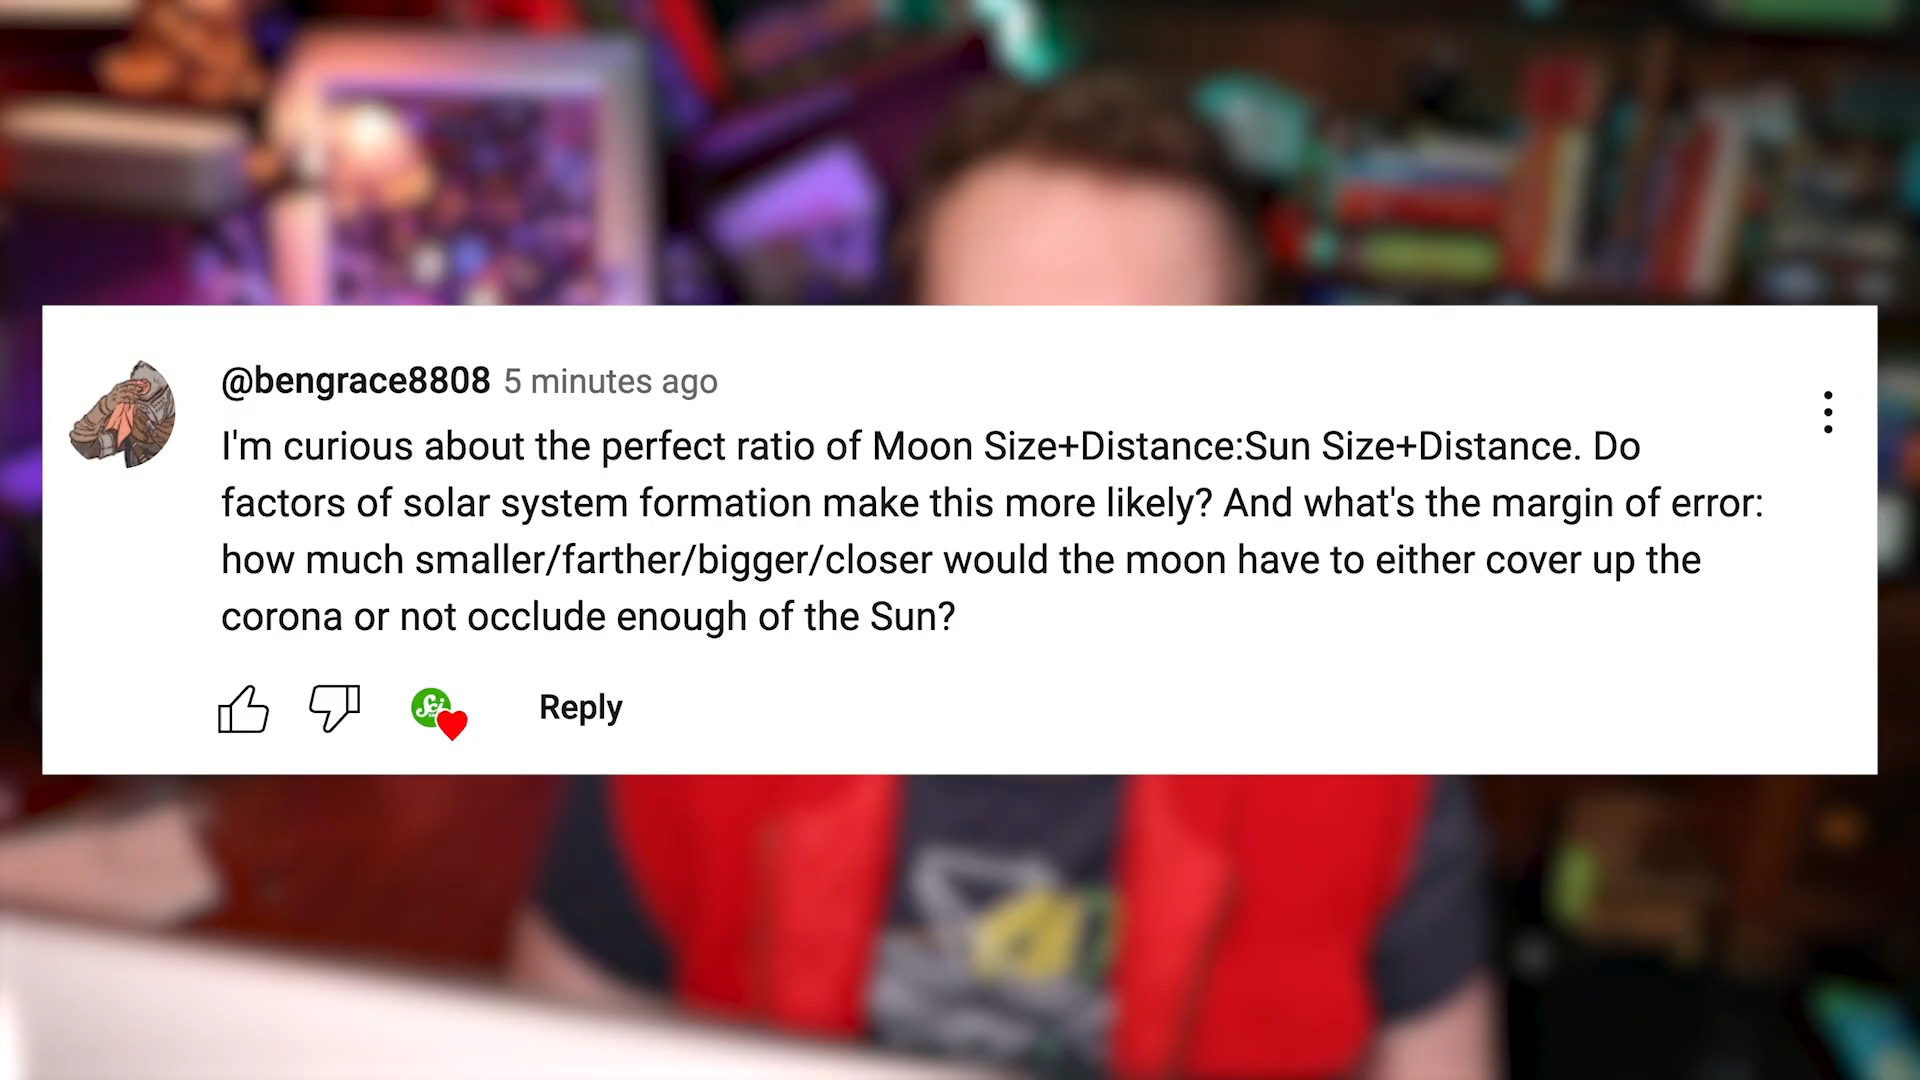 @bengrace8808 5 minutes ago
I'm curious about the perfect ratio of Moon Size+Distance:Sun Size+Distance. Do
factors of solar system formation make this more likely? And what's the margin of error:
how much smaller/farther/bigger/closer would the moon have to either cover up the
corona or not occlude enough of the Sun?
Sci
Reply